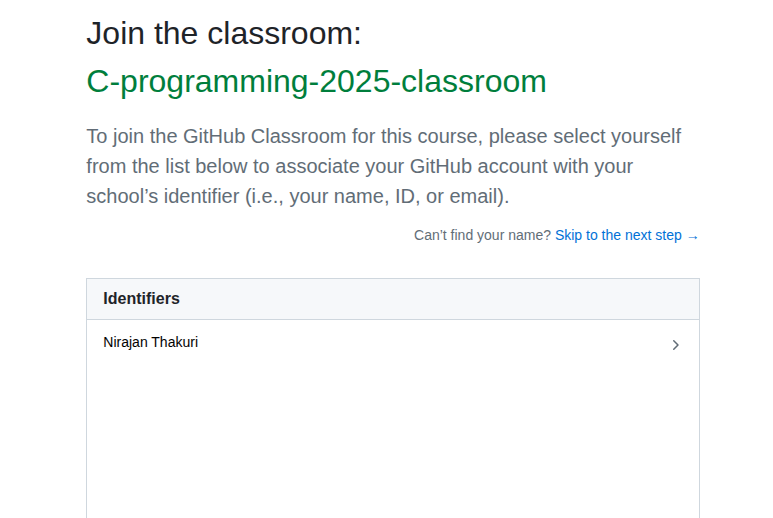 Join the classroom:
C-programming-2025-classroom
To join the GitHub Classroom for this course, please select yourself
from the list below to associate your GitHub account with your
school’s identifier (i.e., your name, ID, or email).
Can’t find your name? Skip to the next step →
Identifiers
Nirajan Thakuri